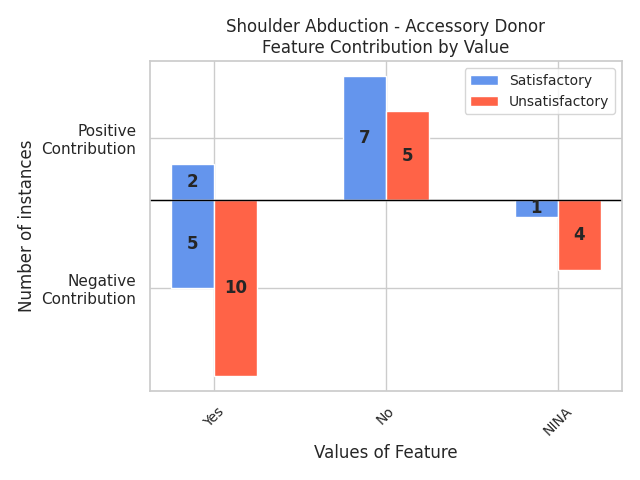 Shoulder Abduction - Accessory Donor
Feature Contribution by Value
Satisfactory
Unsatisfactory
Positive
Contribution
Negative
Contribution
Number of instances
2
5
10
7
5
1
4
Yes
No
NINA
Values of Feature